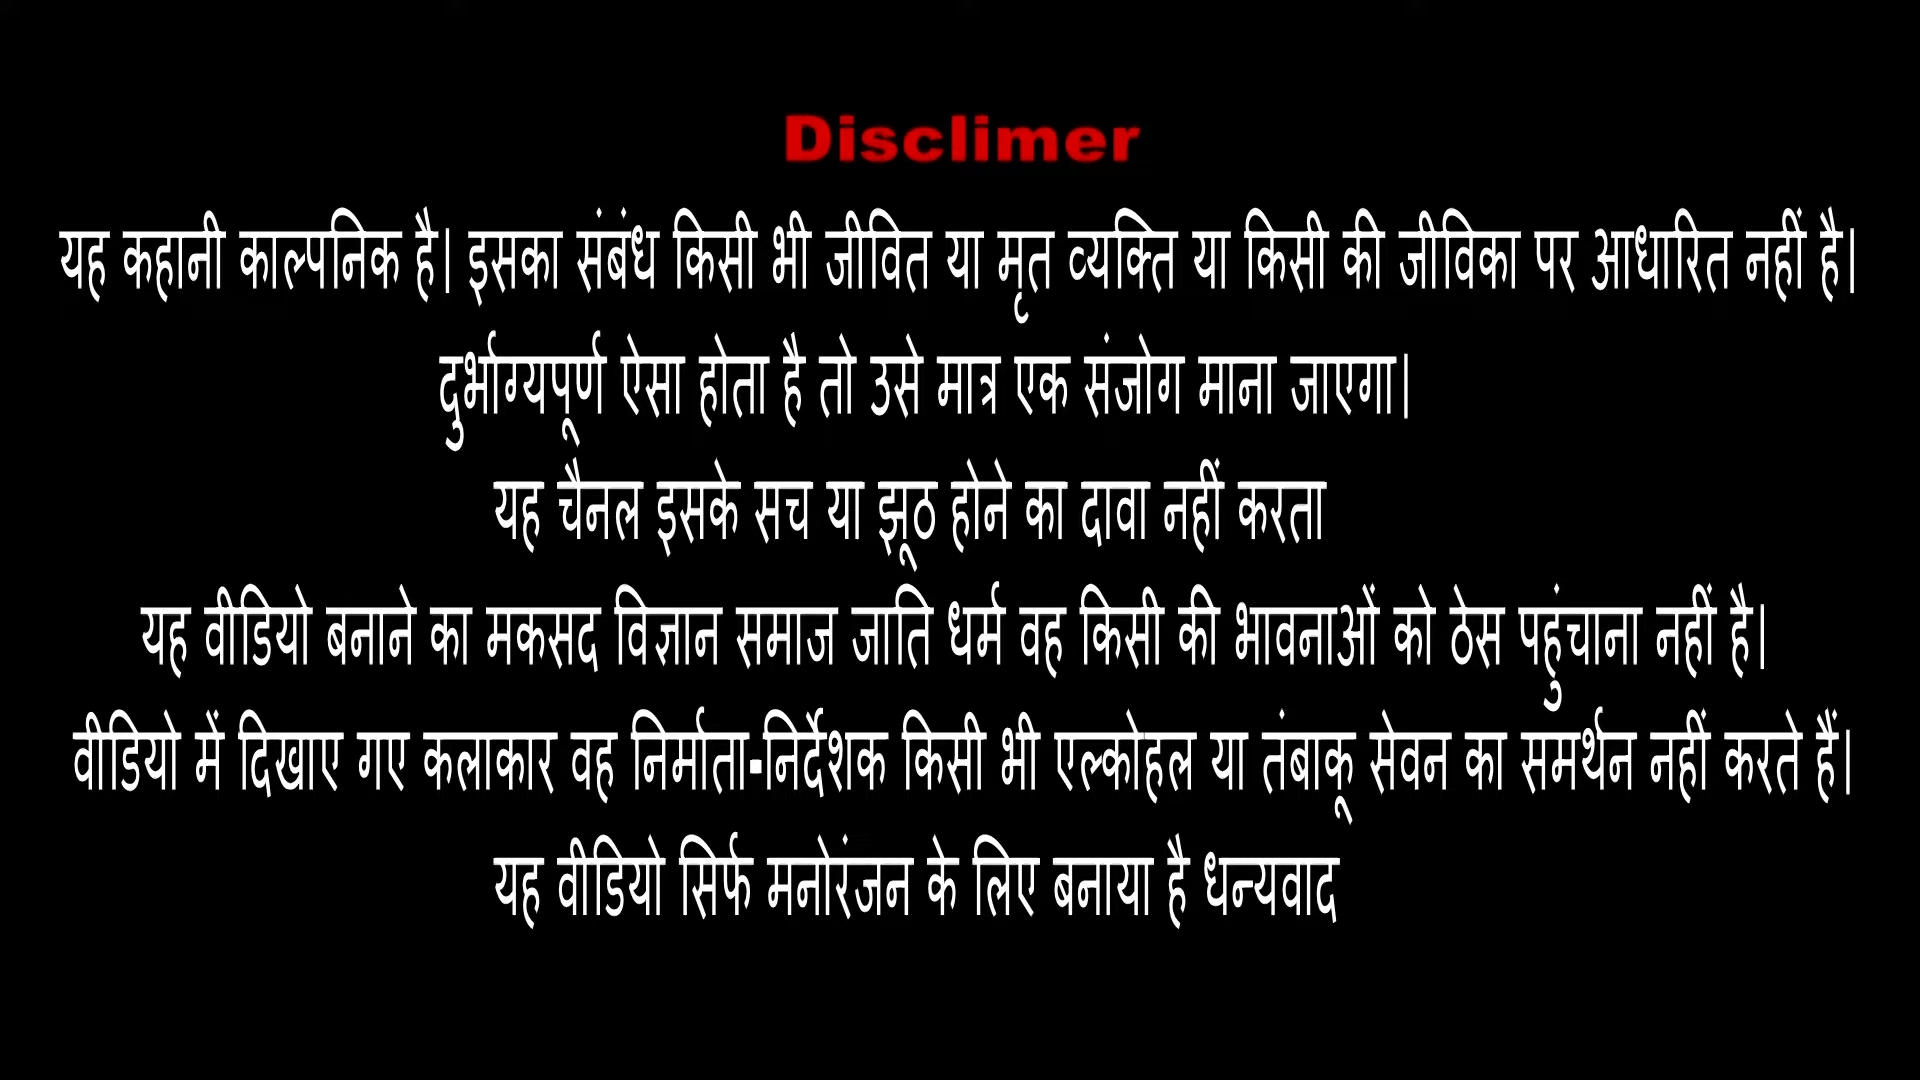 Disclimer
यह कहानी काल्पनिक है। इसका संबंध किसी भी जीवित या मृत व्यक्ति या किसी की जीविका पर आधारित नहीं है।
दुर्भाग्यपूर्ण ऐसा होता है तो उसे मात्र एक संजोग माना जाएगा।
यह चैनल इसके सच या झूठ होने का दावा नहीं करता
यह वीडियो बनाने का मकसद विज्ञान समाज जाति धर्म वह किसी की भावनाओं को ठेस पहुंचाना नहीं है।
वीडियो में दिखाए गए कलाकार वह निर्माता-निर्देशक किसी भी एल्कोहल या तंबाकू सेवन का समर्थन नहीं करते हैं।
यह वीडियो सिर्फ मनोरंजन के लिए बनाया है धन्यवाद